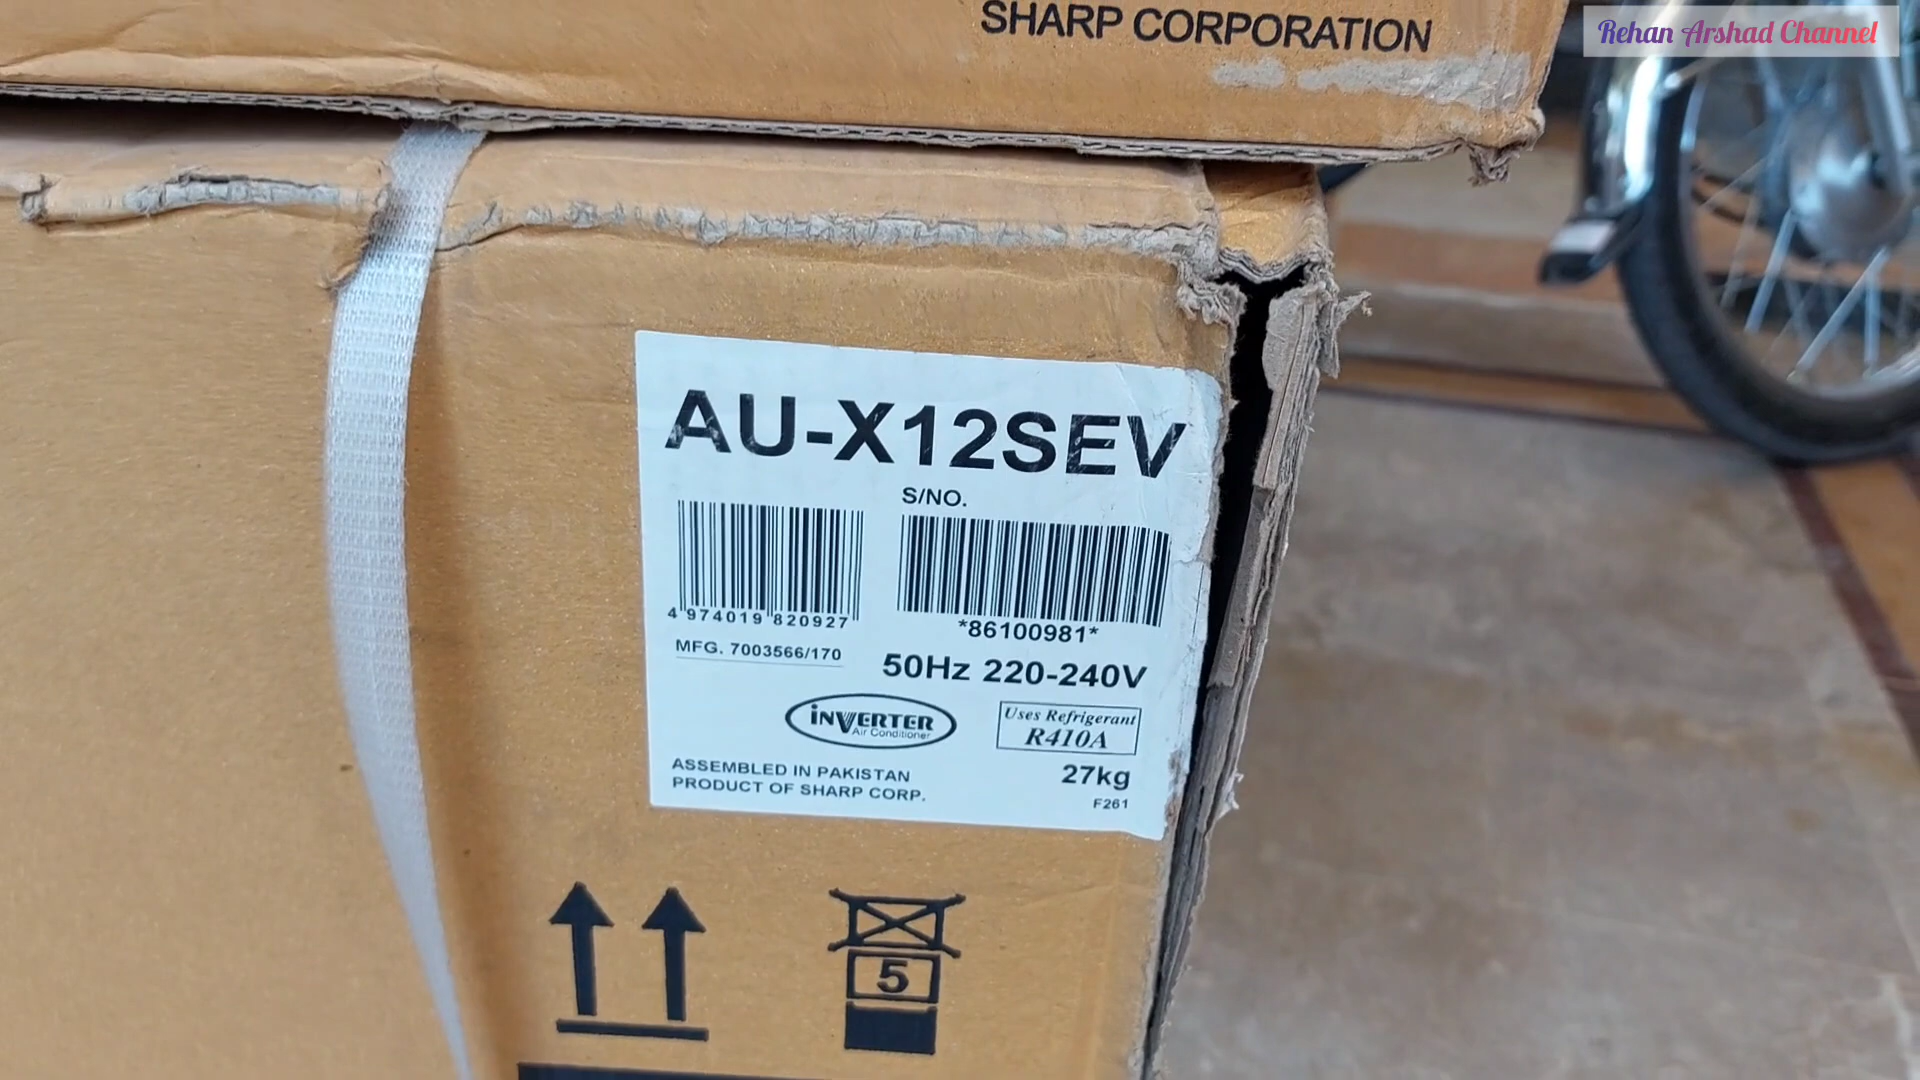 SHARP CORPORATION
Rehan Arshad Channel
AU-X12SEV
S/NO.
4 974019 820927
*86100981*
MFG. 7003566/170
50Hz 220-240V
INVERTER
Air Conditioner
Uses Refrigerant
R410A
ASSEMBLED IN PAKISTAN
PRODUCT OF SHARP CORP.
27kg
F261
5